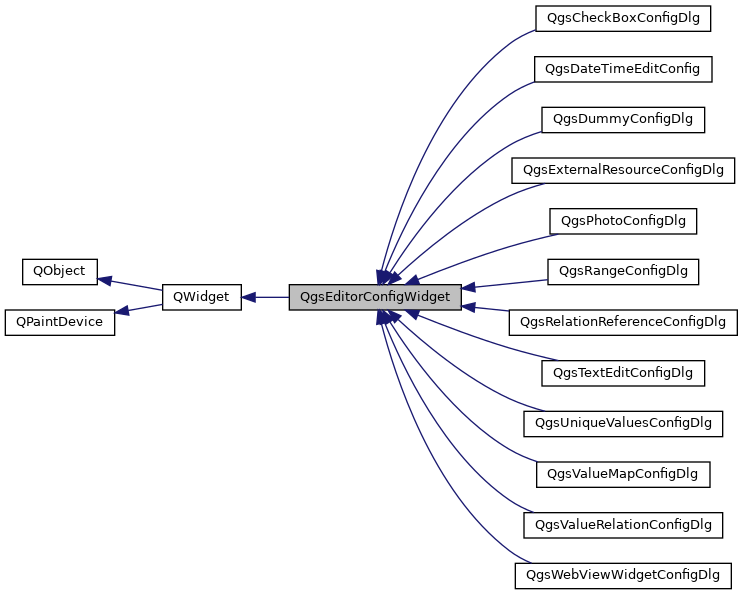 QgsCheckBoxConfigDlg
QgsDateTimeEditConfig
QgsDummyConfigDlg
QgsExternalResourceConfigDlg
QgsPhotoConfigDlg
QObject
QgsRangeConfigDlg
QWidget
QgsEditorConfigWidget
QPaintDevice
QgsRelationReferenceConfigDlg
QgsTextEditConfigDlg
QgsUniqueValuesConfigDlg
QgsValueMapConfigDlg
QgsValueRelationConfigDlg
QgsWebViewWidgetConfigDlg